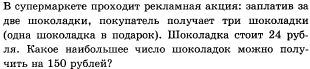 В супермаркете проходит рекламная акция: заплатив за
две шоколадки, покупатель получает три шоколадки
(одна шоколадка в подарок). Шоколадка стоит 24 руб-
ля. Какое наибольшее число шоколадок можно полу-
чить на 150 рублей?